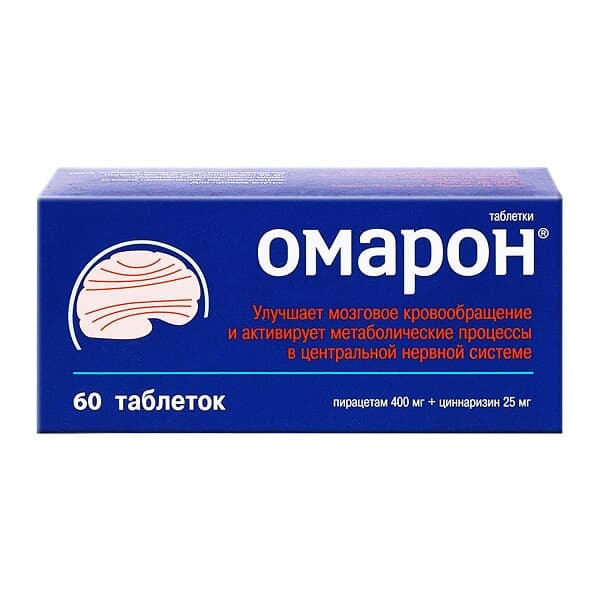 таблетки
омарон®
Улучшает мозговое кровообращение
и активирует метаболические процессы
в центральной нервной системе
60 таблеток
пирацетам 400 мг + циннаризин 25 мг